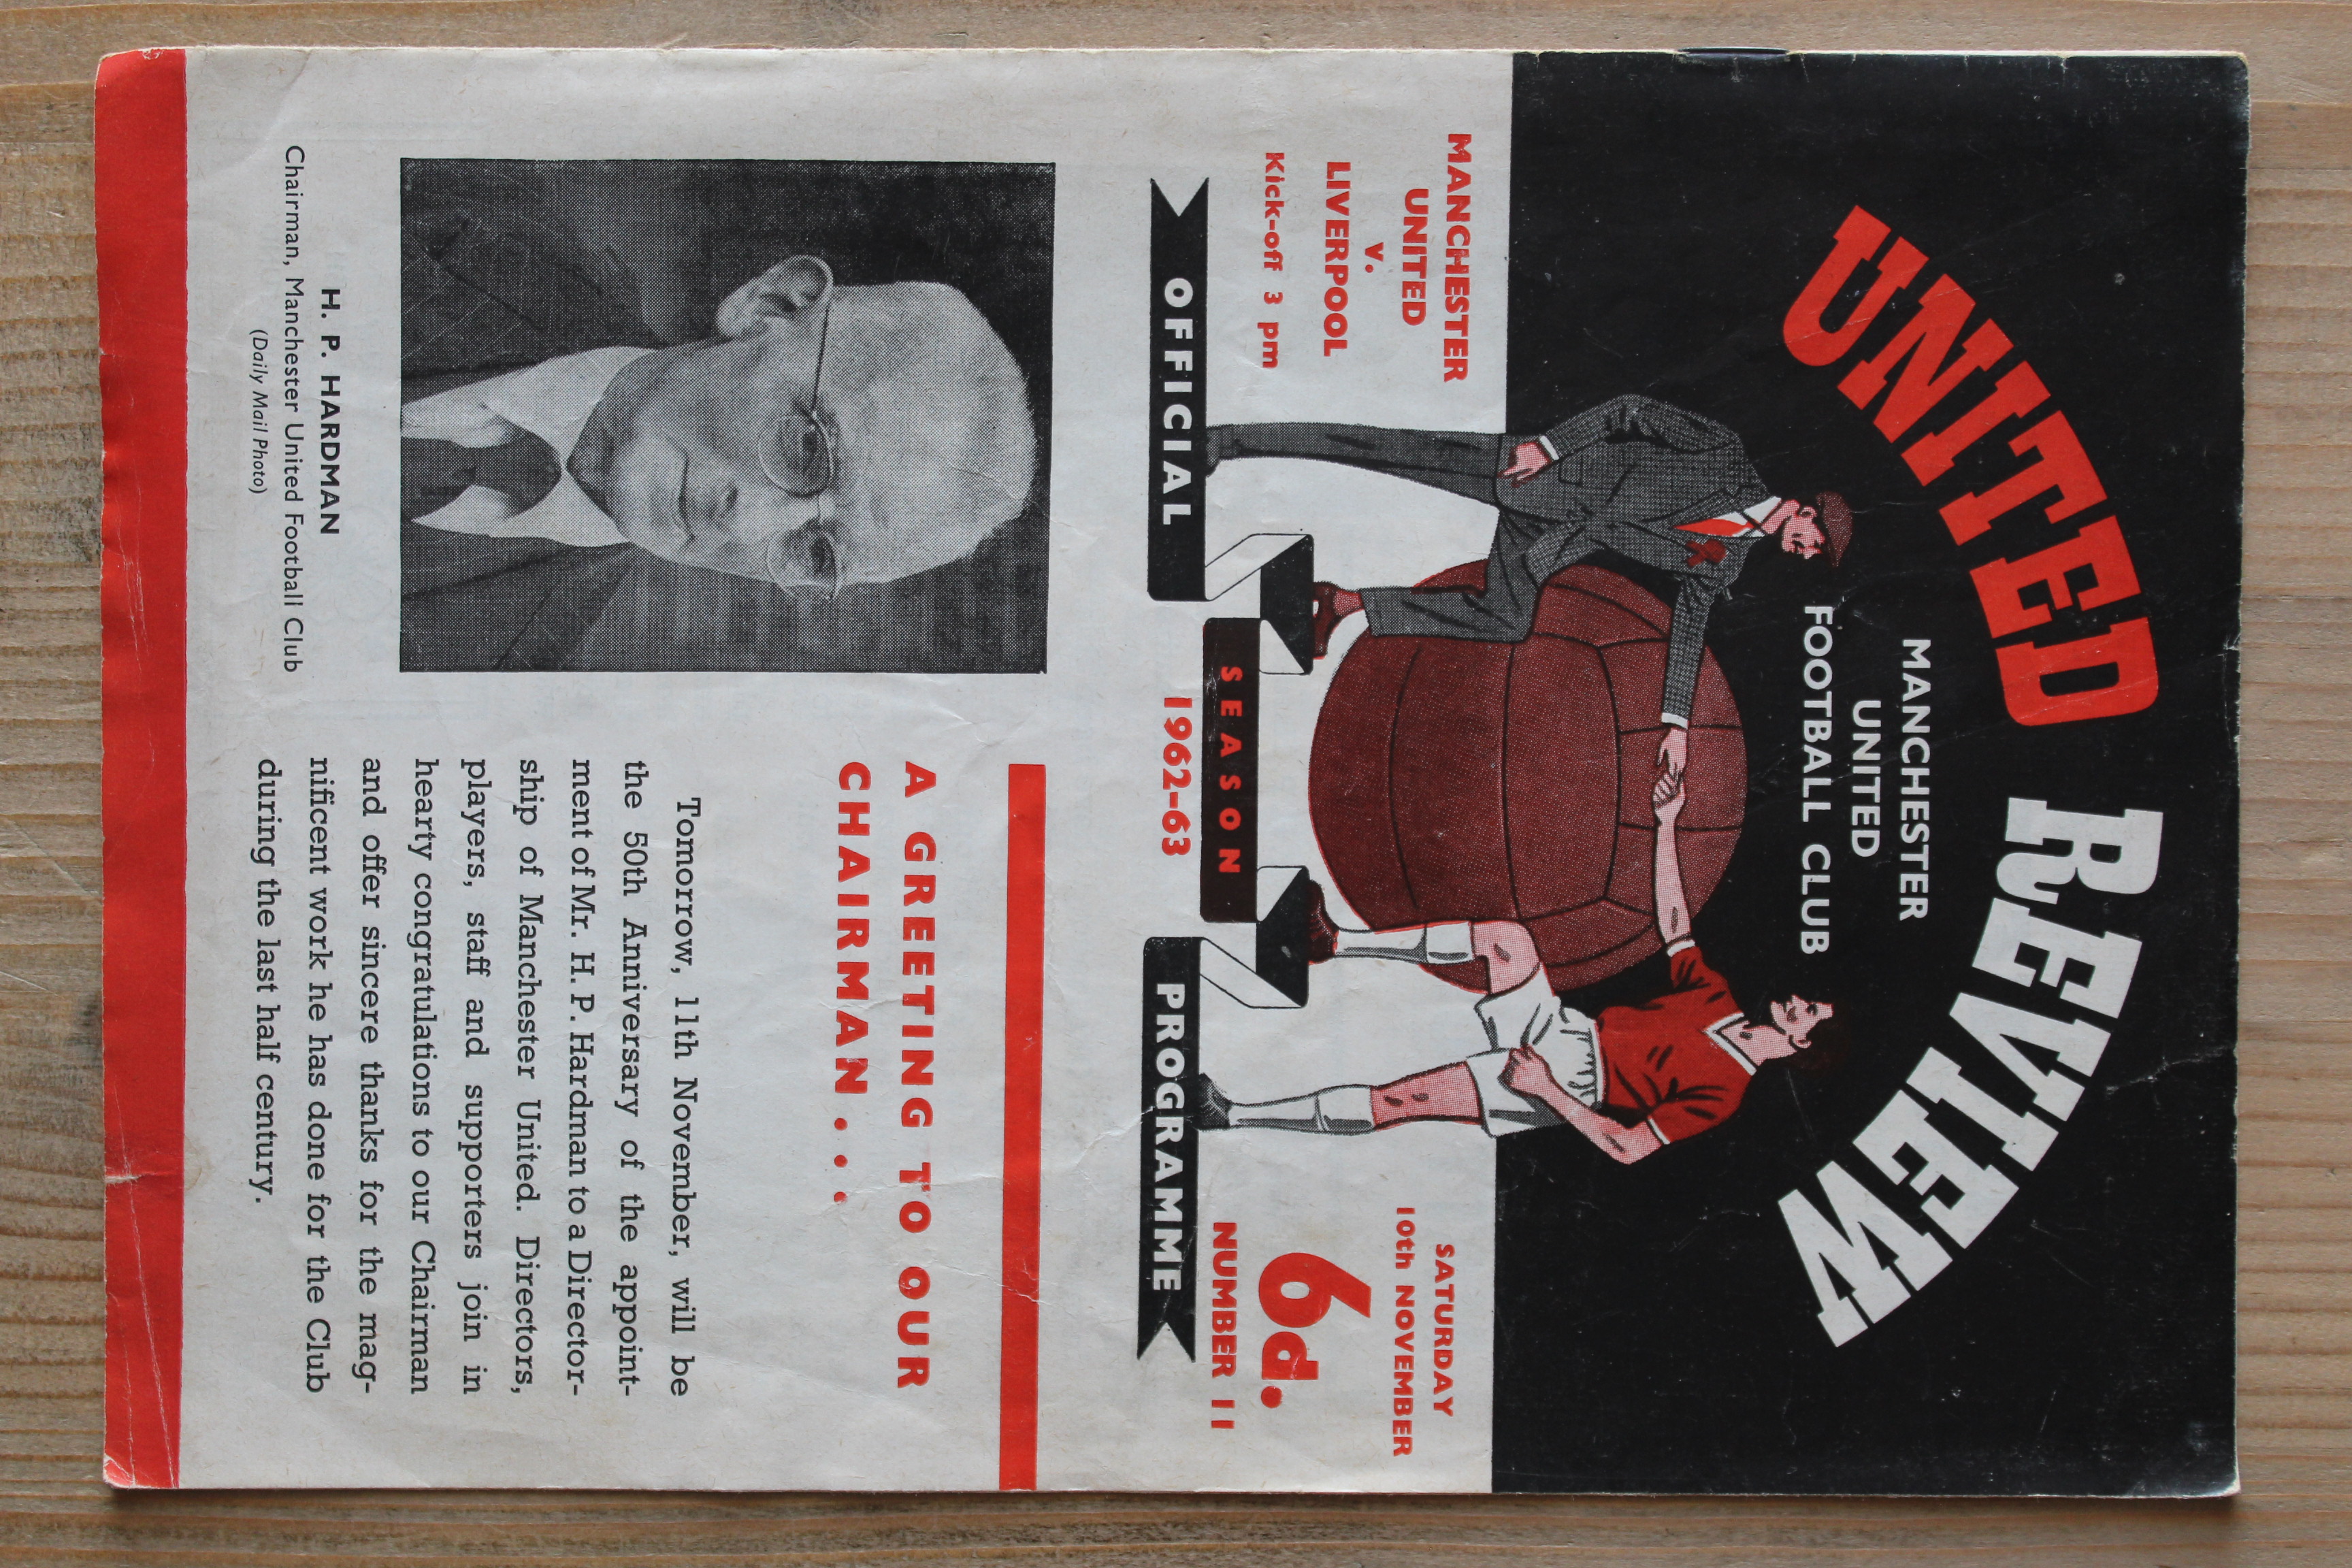 UNITED REVIEW
MANCHESTER
UNITED
FOOTBALL CLUB
MANCHESTER
UNITED
v.
LIVERPOOL
Kick-off 3 pm
SATURDAY
10th NOVEMBER
6d.
NUMBER 11
OFFICIAL
SEASON
1962-63
PROGRAMME
A GREETING TO OUR
CHAIRMAN . . .
Tomorrow, 11th November, will be
the 50th Anniversary of the appoint-
ment of Mr. H. P. Hardman to a Director-
ship of Manchester United. Directors,
players, staff and supporters join in
hearty congratulations to our Chairman
and offer sincere thanks for the mag-
nificent work he has done for the Club
during the last half century.
H. P. HARDMAN
Chairman, Manchester United Football Club
(Daily Mail Photo)